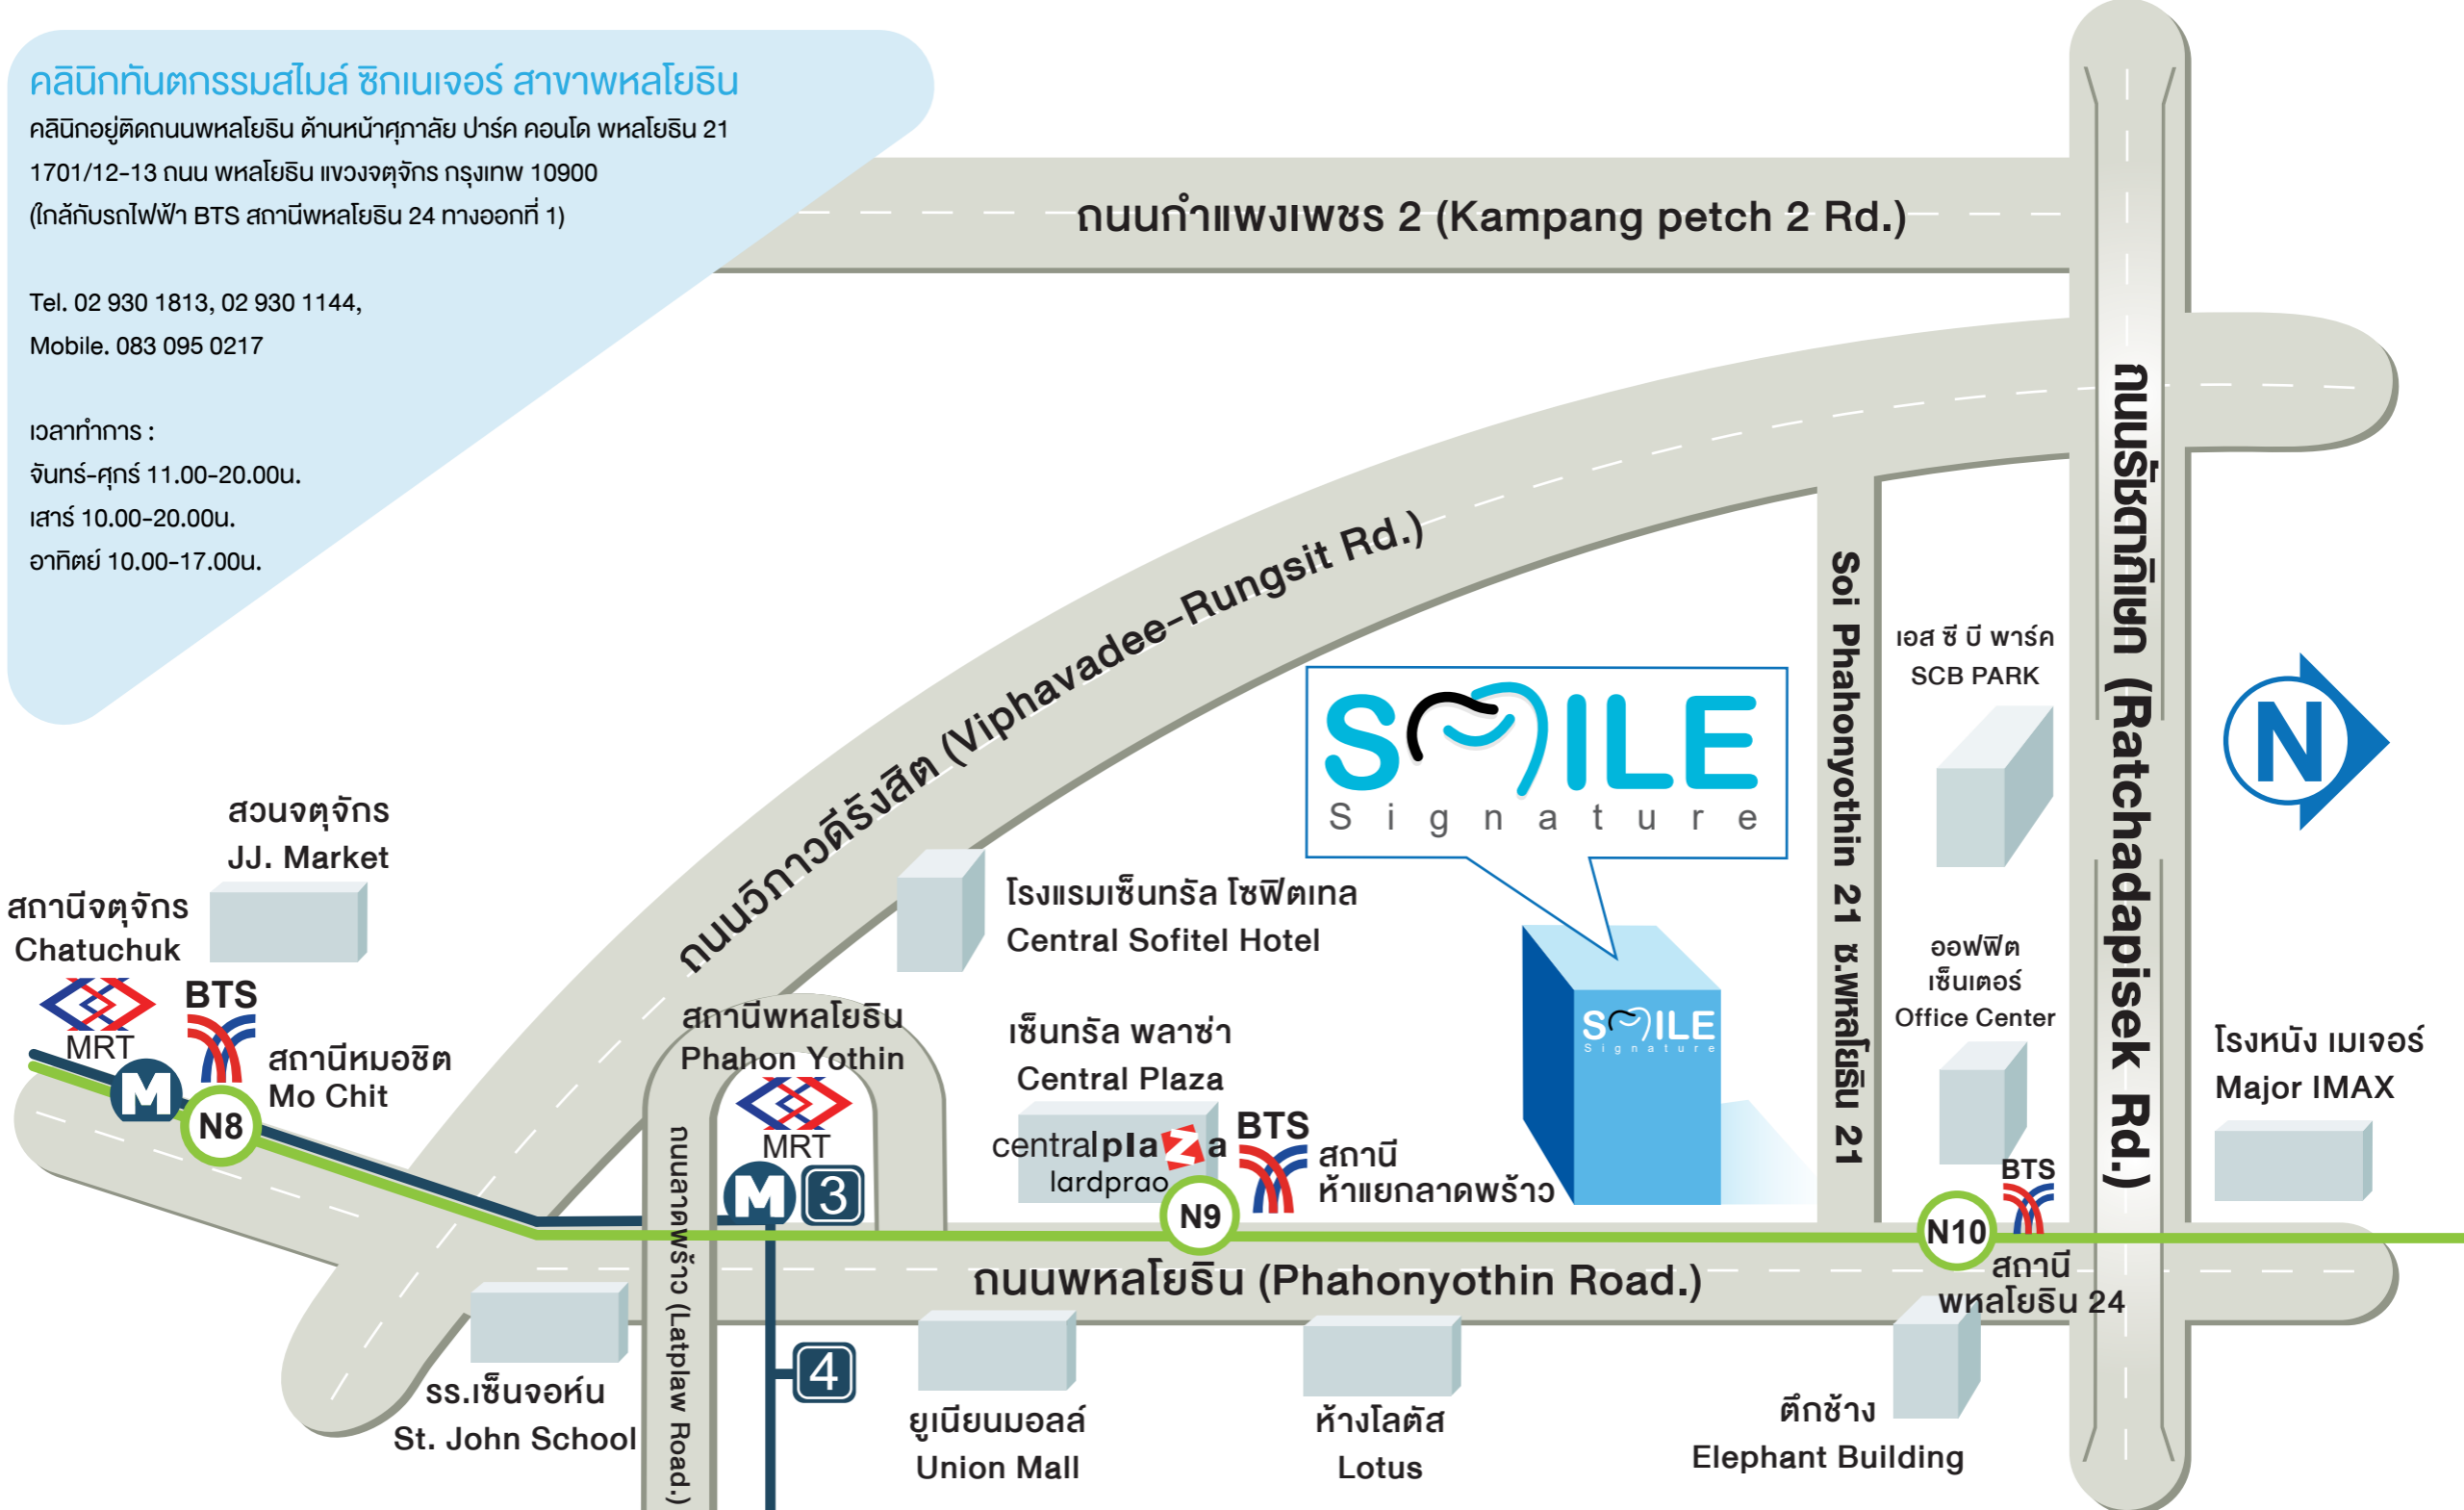 คลินิกทันตกรรมสไมล์ ซิกเนเจอร์ สาขาพหลโยธิน
คลินิกอยู่ติดถนนพหลโยธิน ด้านหน้าศุภาลัย ปาร์ค คอนโด พหลโยธิน 21
1701/12-13 ถนน พหลโยธิน แขวงจตุจักร กรุงเทพ 10900
(ใกล้กับรถไฟฟ้า BTS สถานีพหลโยธิน 24 ทางออกที่ 1)
Tel. 02 930 1813, 02 930 1144,
Mobile. 083 095 0217
เวลาทำการ :
จันทร์-ศุกร์ 11.00-20.00น.
เสาร์ 10.00-20.00น.
อาทิตย์ 10.00-17.00น.
ถนนกำแพงเพชร 2 (Kampang petch 2 Rd.)
ถนนวิภาวดีรังสิต (Viphavadee-Rungsit Rd.)
ถนนรัชดาภิเษก (Ratchadapisek Rd.)
Soi Phahonyothin 21 ซ.พหลโยธิน 21
เอส ซี บี พาร์ค
SCB PARK
N
SMILE
Signature
สวนจตุจักร
JJ. Market
สถานีจตุจักร
Chatuchuk
MRT
M
BTS
N8
สถานีหมอชิต
Mo Chit
โรงแรมเซ็นทรัล โซฟิตเทล
Central Sofitel Hotel
สถานีพหลโยธิน
Phahon Yothin
MRT
M
3
4
เซ็นทรัล พลาซ่า
Central Plaza
centralplaza
lardprao
BTS
N9
สถานี
ห้าแยกลาดพร้าว
SMILE
Signature
ออฟฟิต
เซ็นเตอร์
Office Center
BTS
N10
สถานี
พหลโยธิน 24
โรงหนัง เมเจอร์
Major IMAX
ถนนลาดพร้าว (Latplaw Road.)
ถนนพหลโยธิน (Phahonyothin Road.)
รร.เซ็นจอห์น
St. John School
ยูเนียนมอลล์
Union Mall
ห้างโลตัส
Lotus
ตึกช้าง
Elephant Building